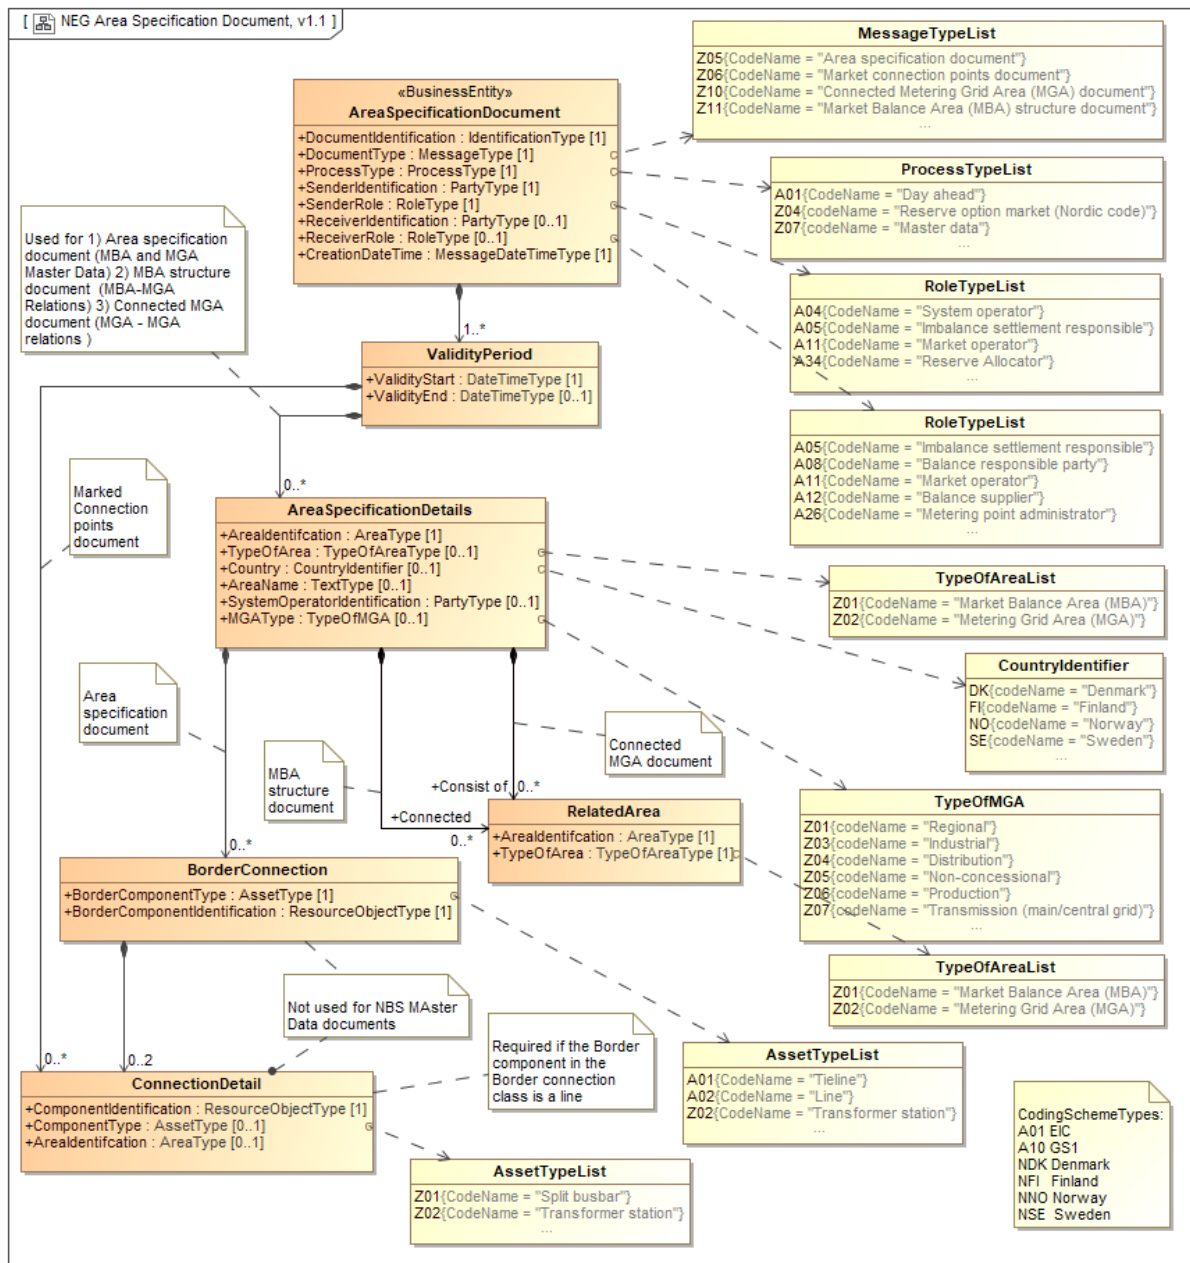 [ NEG Area Specification Document, v1.1 ]
MessageTypeList
Z05{CodeName = "Area specification document"}
Z06{CodeName = "Market connection points document"}
Z10{CodeName = "Connected Metering Grid Area (MGA) document"}
Z11{CodeName = "Market Balance Area (MBA) structure document"}
...
«BusinessEntity»
AreaSpecificationDocument
+DocumentIdentification : IdentificationType [1]
+DocumentType : MessageType [1]
+ProcessType : ProcessType [1]
+SenderIdentification : PartyType [1]
+SenderRole : RoleType [1]
+ReceiverIdentification : PartyType [0..1]
+ReceiverRole : RoleType [0..1]
+CreationDateTime : MessageDateTimeType [1]
ProcessTypeList
A01{CodeName = "Day ahead"}
Z04{codeName = "Reserve option market (Nordic code)"}
Z07{codeName = "Master data"}
...
Used for 1) Area specification
document (MBA and MGA
Master Data) 2) MBA structure
document (MBA-MGA
Relations) 3) Connected MGA
document (MGA - MGA
relations )
RoleTypeList
A04{CodeName = "System operator"}
A05{CodeName = "Imbalance settlement responsible"}
A11{CodeName = "Market operator"}
A34{CodeName = "Reserve Allocator"}
...
1..*
ValidityPeriod
+ValidityStart : DateTimeType [1]
+ValidityEnd : DateTimeType [0..1]
RoleTypeList
A05{CodeName = "Imbalance settlement responsible"}
A08{CodeName = "Balance responsible party"}
A11{CodeName = "Market operator"}
A12{CodeName = "Balance supplier"}
A26{CodeName = "Metering point administrator"}
...
Marked
Connection
points
document
0..*
AreaSpecificationDetails
+AreaIdentifcation : AreaType [1]
+TypeOfArea : TypeOfAreaType [0..1]
+Country : CountryIdentifier [0..1]
+AreaName : TextType [0..1]
+SystemOperatorIdentification : PartyType [0..1]
+MGAType : TypeOfMGA [0..1]
TypeOfAreaList
Z01{CodeName = "Market Balance Area (MBA)"}
Z02{CodeName = "Metering Grid Area (MGA)"}
CountryIdentifier
DK{codeName = "Denmark"}
FI{codeName = "Finland"}
NO{codeName = "Norway"}
SE{codeName = "Sweden"}
...
Area
specification
document
MBA
structure
document
Connected
MGA document
+Consist of
0..*
+Connected
0..*
RelatedArea
+AreaIdentifcation : AreaType [1]
+TypeOfArea : TypeOfAreaType [1]
TypeOfMGA
Z01{codeName = "Regional"}
Z03{codeName = "Industrial"}
Z04{codeName = "Distribution"}
Z05{codeName = "Non-concessional"}
Z06{codeName = "Production"}
Z07{codeName = "Transmission (main/central grid)"}
...
0..*
BorderConnection
+BorderComponentType : AssetType [1]
+BorderComponentIdentification : ResourceObjectType [1]
TypeOfAreaList
Z01{CodeName = "Market Balance Area (MBA)"}
Z02{CodeName = "Metering Grid Area (MGA)"}
Not used for NBS MAster
Data documents
Required if the Border
component in the
Border connection
class is a line
0..*
0..2
ConnectionDetail
+ComponentIdentification : ResourceObjectType [1]
+ComponentType : AssetType [0..1]
+AreaIdentifcation : AreaType [0..1]
AssetTypeList
A01{CodeName = "Tieline"}
A02{CodeName = "Line"}
Z02{CodeName = "Transformer station"}
...
AssetTypeList
Z01{CodeName = "Split busbar"}
Z02{CodeName = "Transformer station"}
...
CodingSchemeTypes:
A01 EIC
A10 GS1
NDK Denmark
NFI Finland
NNO Norway
NSE Sweden